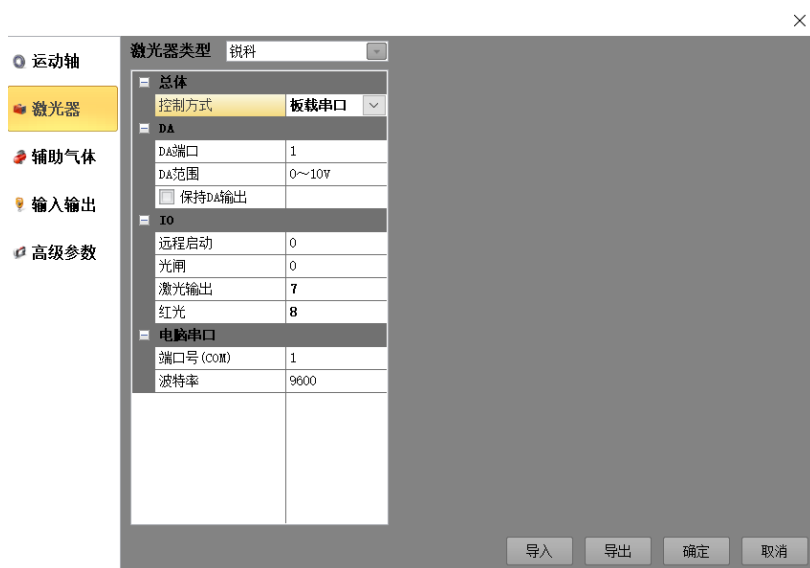 运动轴
激光器
辅助气体
输入输出
高级参数
激光器类型 锐科
总体
控制方式 板载串口
DA
DA端口 1
DA范围 0～10V
保持DA输出
IO
远程启动 0
光闸 0
激光输出 7
红光 8
电脑串口
端口号(COM) 1
波特率 9600
导入 导出 确定 取消